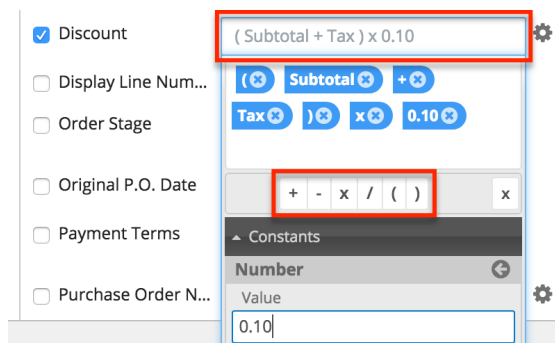 Discount
( Subtotal + Tax ) x 0.10
Display Line Num...
( Subtotal +
Tax ) x 0.10
Order Stage
Original P.O. Date
+ - x / ( ) x
Payment Terms
Constants
Number
Purchase Order N...
Value
0.10